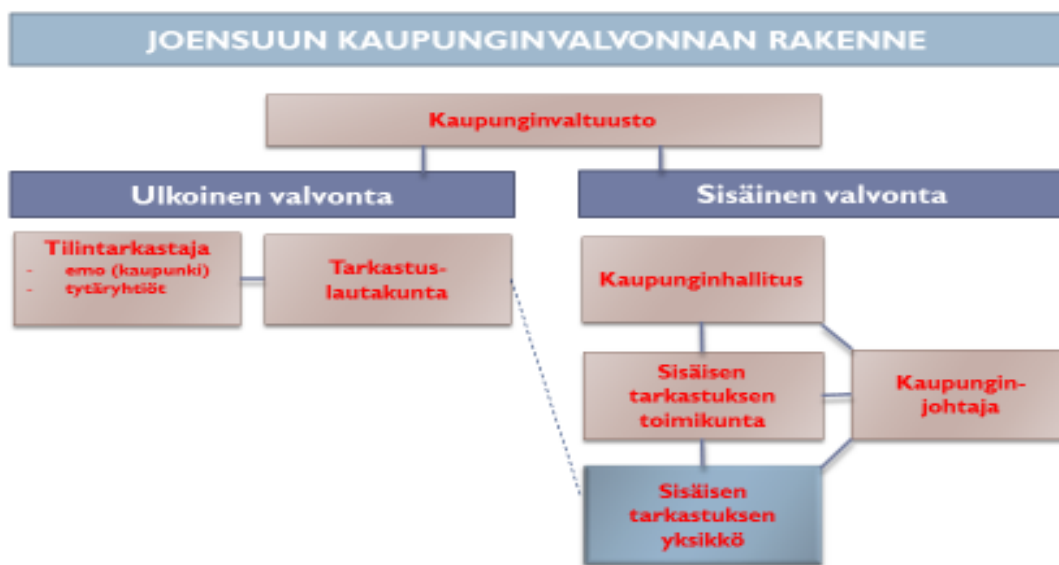 JOENSUUN KAUPUNGINVALVONNAN RAKENNE
Kaupunginvaltuusto
Ulkoinen valvonta
Sisäinen valvonta
Tilintarkastaja
- emo (kaupunki)
- tytäryhtiöt
Tarkastus-
lautakunta
Kaupunginhallitus
Sisäisen
tarkastuksen
toimikunta
Kaupungin-
johtaja
Sisäisen
tarkastuksen
yksikkö